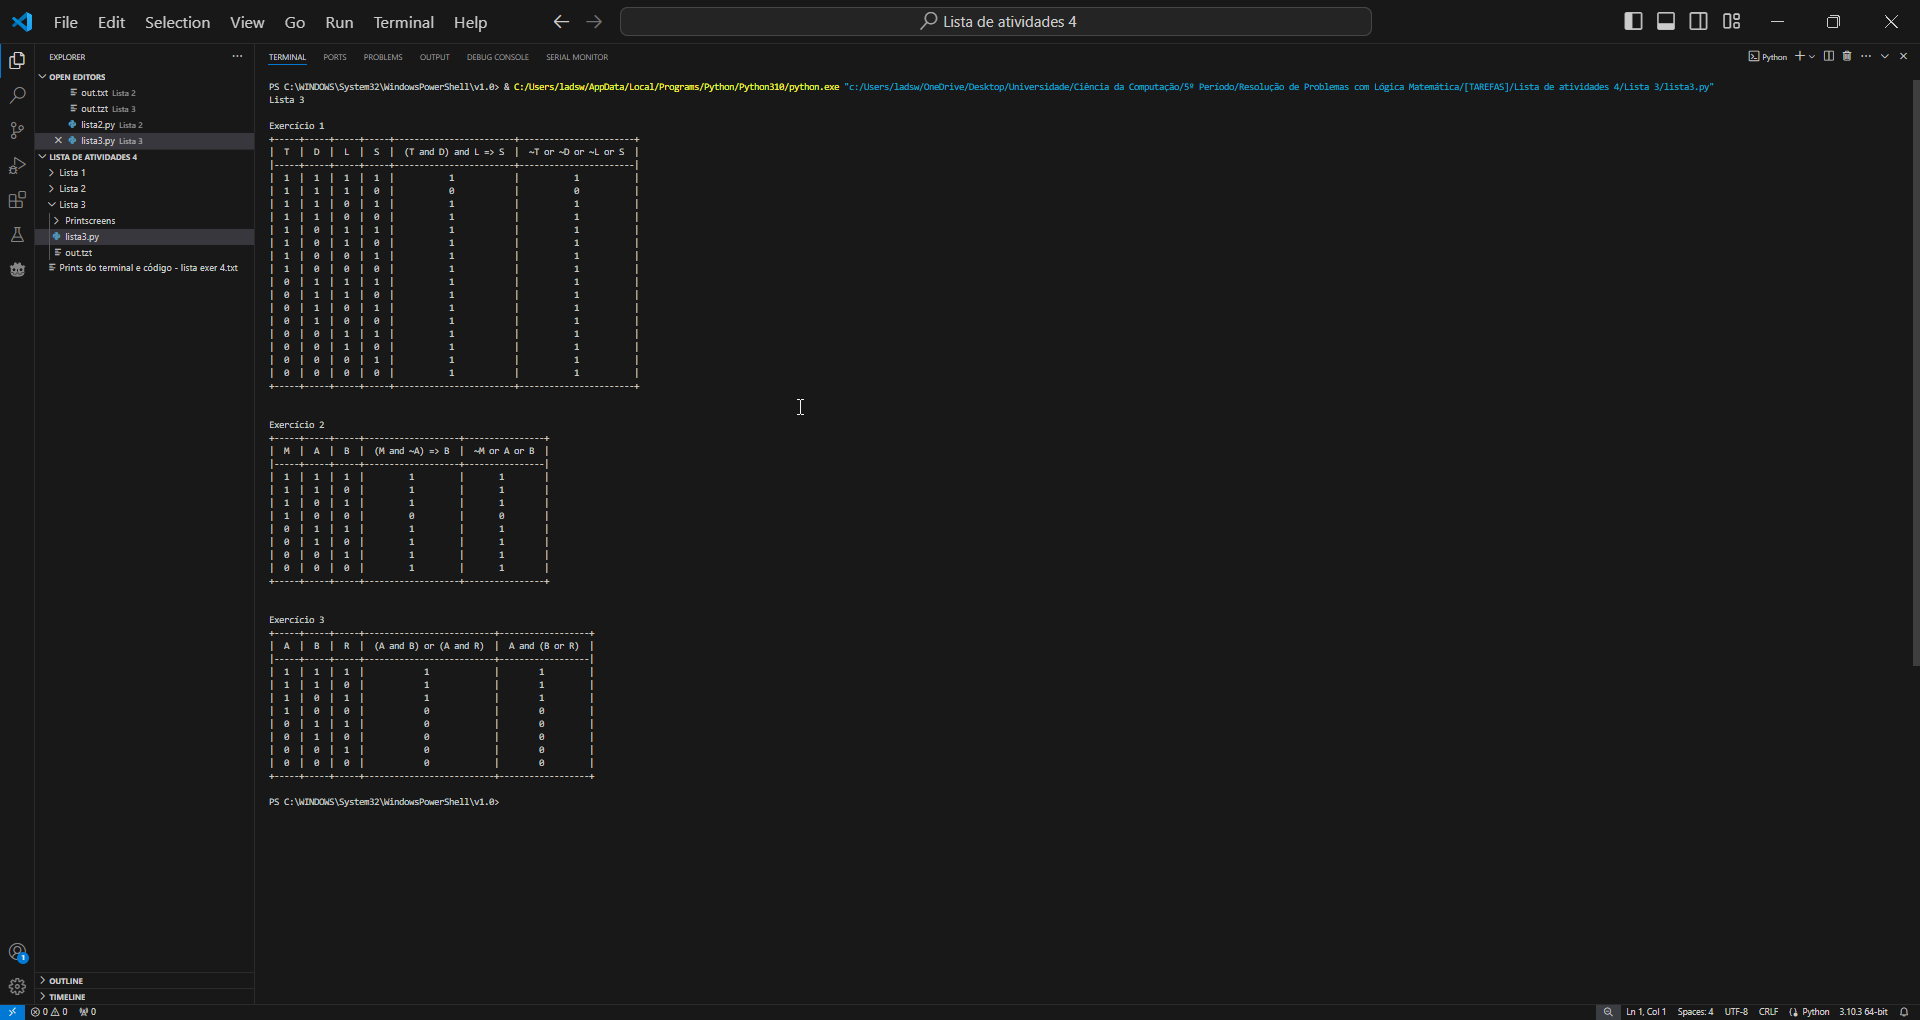 File Edit Selection View Go Run Terminal Help
Lista de atividades 4
EXPLORER
OPEN EDITORS
out.txt Lista 2
out.tzt Lista 3
lista2.py Lista 2
lista3.py Lista 3
LISTA DE ATIVIDADES 4
Lista 1
Lista 2
Lista 3
Printscreens
lista3.py
out.tzt
Prints do terminal e código - lista exer 4.txt
OUTLINE
TIMELINE
TERMINAL PORTS PROBLEMS OUTPUT DEBUG CONSOLE SERIAL MONITOR
Python
PS C:\WINDOWS\System32\WindowsPowerShell\v1.0> & C:/Users/ladsw/AppData/Local/Programs/Python/Python310/python.exe "c:/Users/ladsw/OneDrive/Desktop/Universidade/Ciência da Computação/5º Período/Resolução de Problemas com Lógica Matemática/[TAREFAS]/Lista de atividades 4/Lista 3/lista3.py"
Lista 3
Exercício 1
+-----+-----+-----+-----+------------------------+-----------------------+
| T | D | L | S | (T and D) and L => S | ~T or ~D or ~L or S |
|-----+-----+-----+-----+------------------------+-----------------------|
| 1 | 1 | 1 | 1 | 1 | 1 |
| 1 | 1 | 1 | 0 | 0 | 0 |
| 1 | 1 | 0 | 1 | 1 | 1 |
| 1 | 1 | 0 | 0 | 1 | 1 |
| 1 | 0 | 1 | 1 | 1 | 1 |
| 1 | 0 | 1 | 0 | 1 | 1 |
| 1 | 0 | 0 | 1 | 1 | 1 |
| 1 | 0 | 0 | 0 | 1 | 1 |
| 0 | 1 | 1 | 1 | 1 | 1 |
| 0 | 1 | 1 | 0 | 1 | 1 |
| 0 | 1 | 0 | 1 | 1 | 1 |
| 0 | 1 | 0 | 0 | 1 | 1 |
| 0 | 0 | 1 | 1 | 1 | 1 |
| 0 | 0 | 1 | 0 | 1 | 1 |
| 0 | 0 | 0 | 1 | 1 | 1 |
| 0 | 0 | 0 | 0 | 1 | 1 |
+-----+-----+-----+-----+------------------------+-----------------------+
Exercício 2
+-----+-----+-----+-------------------+----------------+
| M | A | B | (M and ~A) => B | ~M or A or B |
|-----+-----+-----+-------------------+----------------|
| 1 | 1 | 1 | 1 | 1 |
| 1 | 1 | 0 | 1 | 1 |
| 1 | 0 | 1 | 1 | 1 |
| 1 | 0 | 0 | 0 | 0 |
| 0 | 1 | 1 | 1 | 1 |
| 0 | 1 | 0 | 1 | 1 |
| 0 | 0 | 1 | 1 | 1 |
| 0 | 0 | 0 | 1 | 1 |
+-----+-----+-----+-------------------+----------------+
Exercício 3
+-----+-----+-----+--------------------------+------------------+
| A | B | R | (A and B) or (A and R) | A and (B or R) |
|-----+-----+-----+--------------------------+------------------|
| 1 | 1 | 1 | 1 | 1 |
| 1 | 1 | 0 | 1 | 1 |
| 1 | 0 | 1 | 1 | 1 |
| 1 | 0 | 0 | 0 | 0 |
| 0 | 1 | 1 | 0 | 0 |
| 0 | 1 | 0 | 0 | 0 |
| 0 | 0 | 1 | 0 | 0 |
| 0 | 0 | 0 | 0 | 0 |
+-----+-----+-----+--------------------------+------------------+
PS C:\WINDOWS\System32\WindowsPowerShell\v1.0>
1
0 0 0 Ln 1, Col 1 Spaces: 4 UTF-8 CRLF Python 3.10.3 64-bit